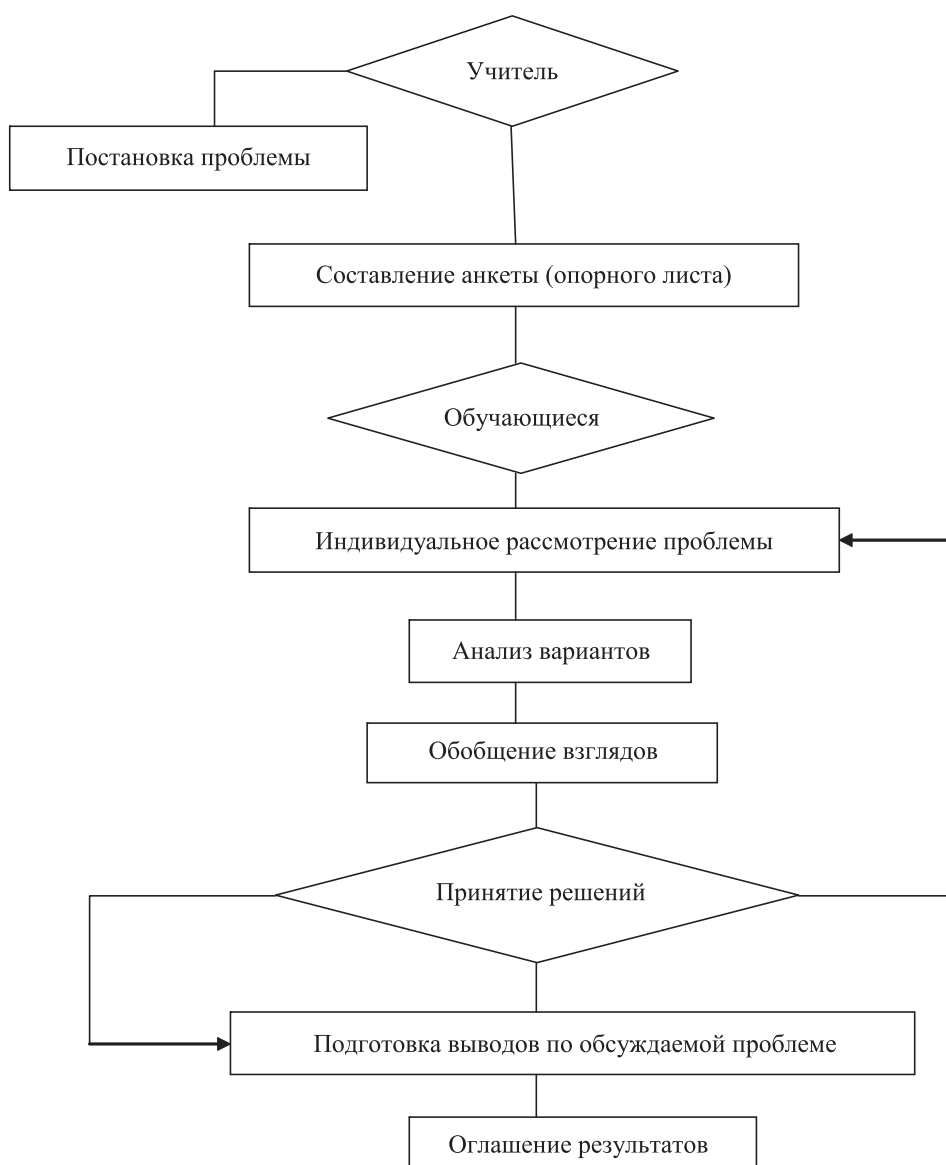 Учитель
Постановка проблемы
Составление анкеты (опорного листа)
Обучающиеся
Индивидуальное рассмотрение проблемы
Анализ вариантов
Обобщение взглядов
Принятие решений
Подготовка выводов по обсуждаемой проблеме
Оглашение результатов